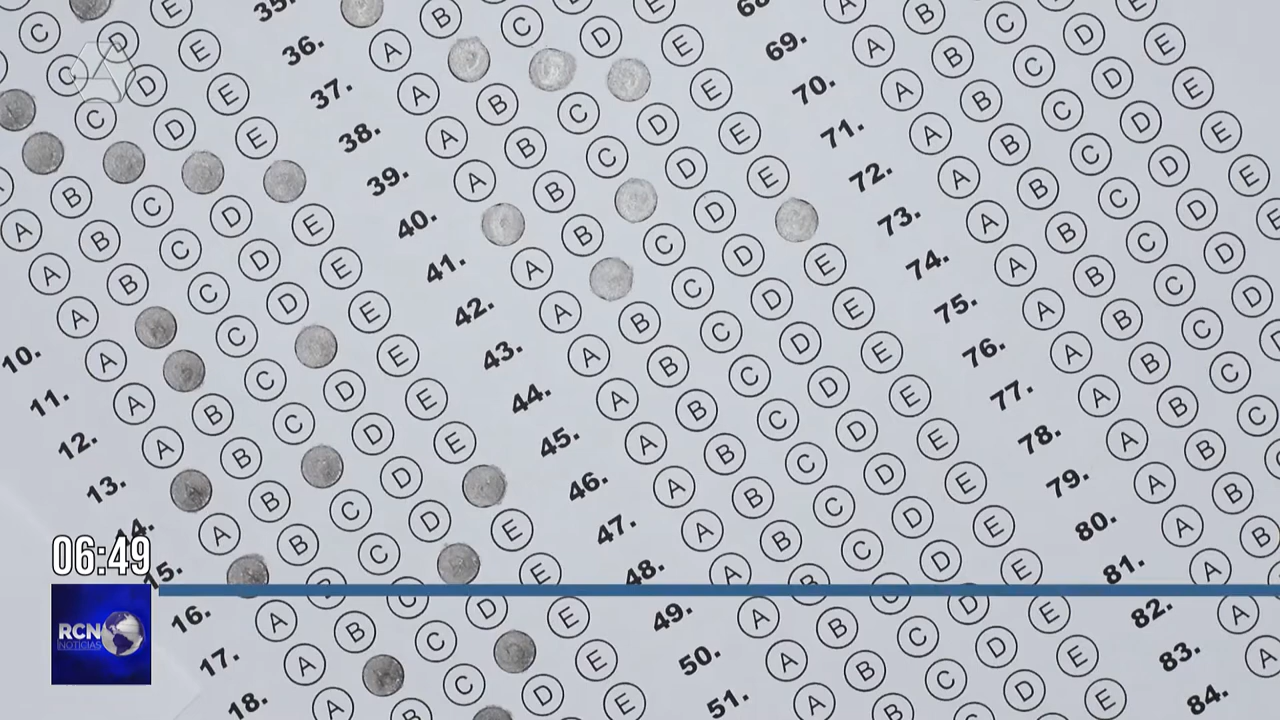 C
C D E
A C D E 35.
A B D E 36.
A B C E 37. A B
10. A B C D 38. A C D
11. A C D E 39. A B D E 68.
12. A C D E 40. A B C E 69. A
13. A B C E 41. B C D E 70. A B
14. B C D E 42. A B D E 71. A B C
15. A B D E 43. A C D E 72. A B C D E
16. B C D E 44. A B C D 73. A B C D E
17. A B C D 45. A B C D E 74. A B C D E
18. A B C E 46. A B C D E 75. A B C D E
A C D E 47. A B C D E 76. A B C D E
B C E 48. A B C D E 77. A B C D E
D E 49. A B C D E 78. A B C D
E 50. A B C D E 79. A B C D
51. A B C D E 80. A B C
A B C D E 81. A B C
B C D E 82. A B
C D E 83. A
E 84. A
06:49
RCN
NOTICIAS